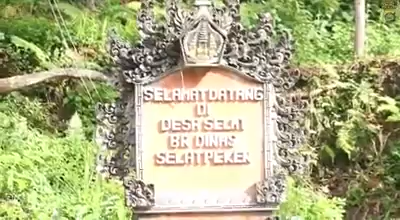 SELAMAT DATANG
DI
DESA SELAT
BR DINAS
SELAT PEKEN